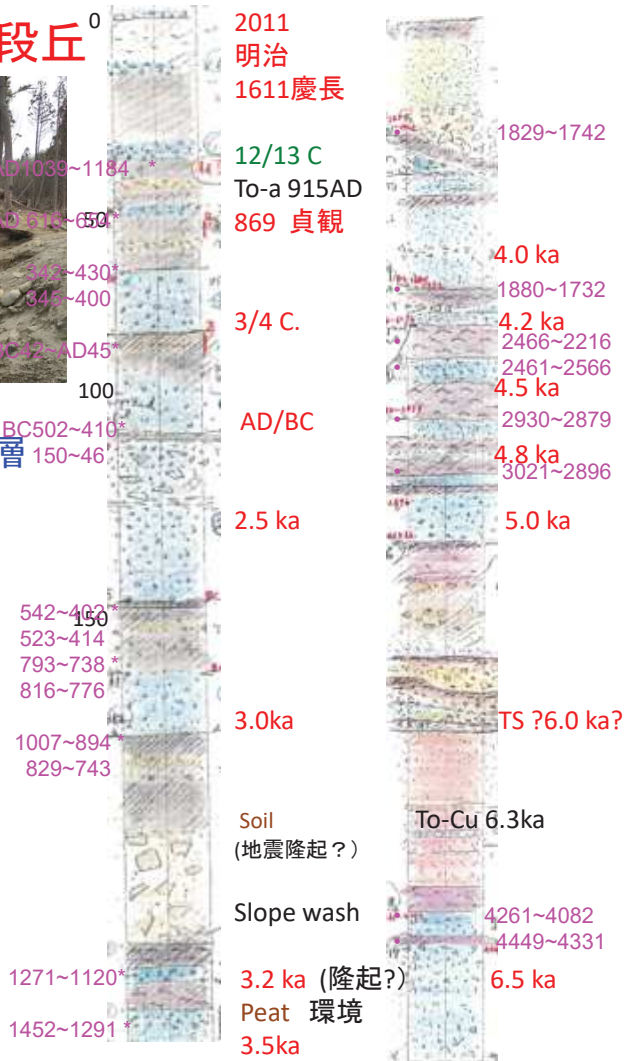 段丘
0
2011
明治
1611慶長
AD1039~1184 *
12/13 C
To-a 915AD
50
869 貞観
342~430*
345~400
3/4 C.
BC42~AD45*
100
AD/BC
BC502~410*
層 150~46
2.5 ka
542~402 *
150
523~414
793~738 *
816~776
3.0ka
1007~894 *
829~743
Soil
(地震隆起？)
Slope wash
1271~1120*
3.2 ka (隆起?)
Peat 環境
1452~1291 *
3.5ka
1829~1742
4.0 ka
1880~1732
4.2 ka
2466~2216
2461~2566
4.5 ka
2930~2879
4.8 ka
3021~2896
5.0 ka
TS ?6.0 ka?
To-Cu 6.3ka
4261~4082
4449~4331
6.5 ka